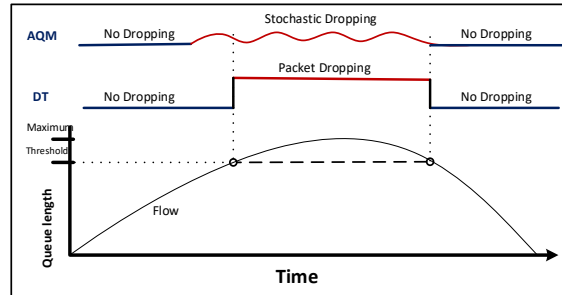 Stochastic Dropping
AQM
No Dropping
No Dropping
Packet Dropping
DT
No Dropping
No Dropping
Maximum
Threshold
Queue length
Flow
Time